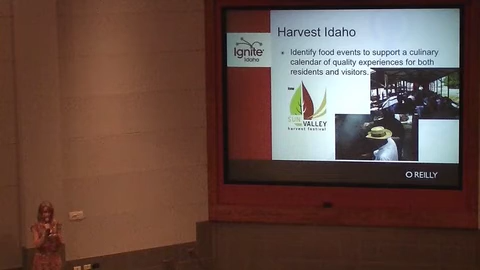 Harvest Idaho
Ignite
Idaho
• Identify food events to support a culinary
calendar of quality experiences for both
residents and visitors.
SUN
VALLEY
harvest festival
O REILLY